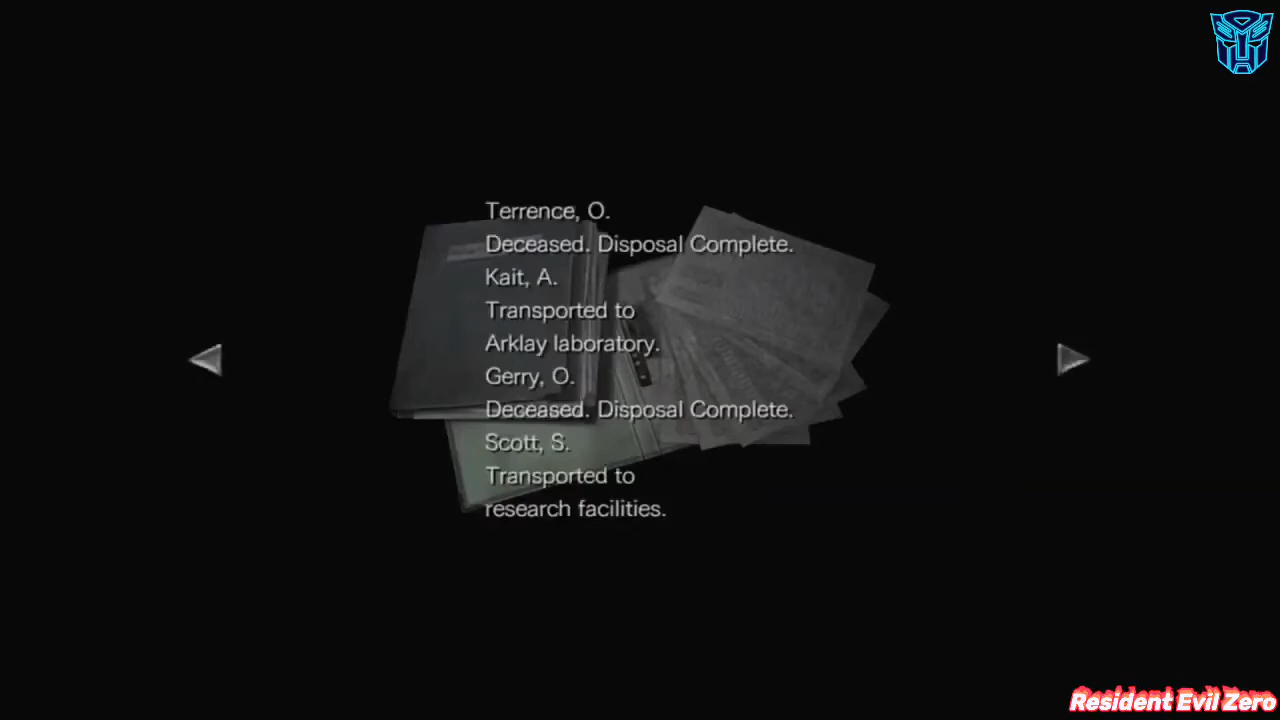 Terrence, O.
Deceased. Disposal Complete.
Kait, A.
Transported to
Arklay laboratory.
Gerry, O.
Deceased. Disposal Complete.
Scott, S.
Transported to
research facilities.
Resident Evil Zero